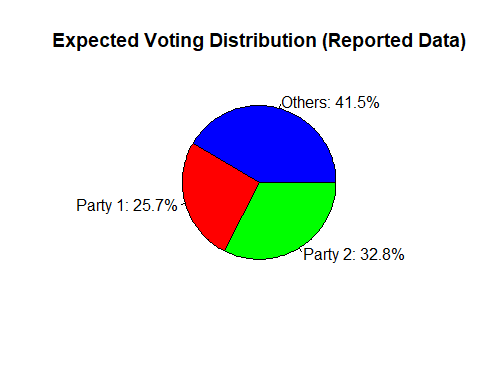 Expected Voting Distribution (Reported Data)
Others: 41.5%
Party 1: 25.7%
Party 2: 32.8%